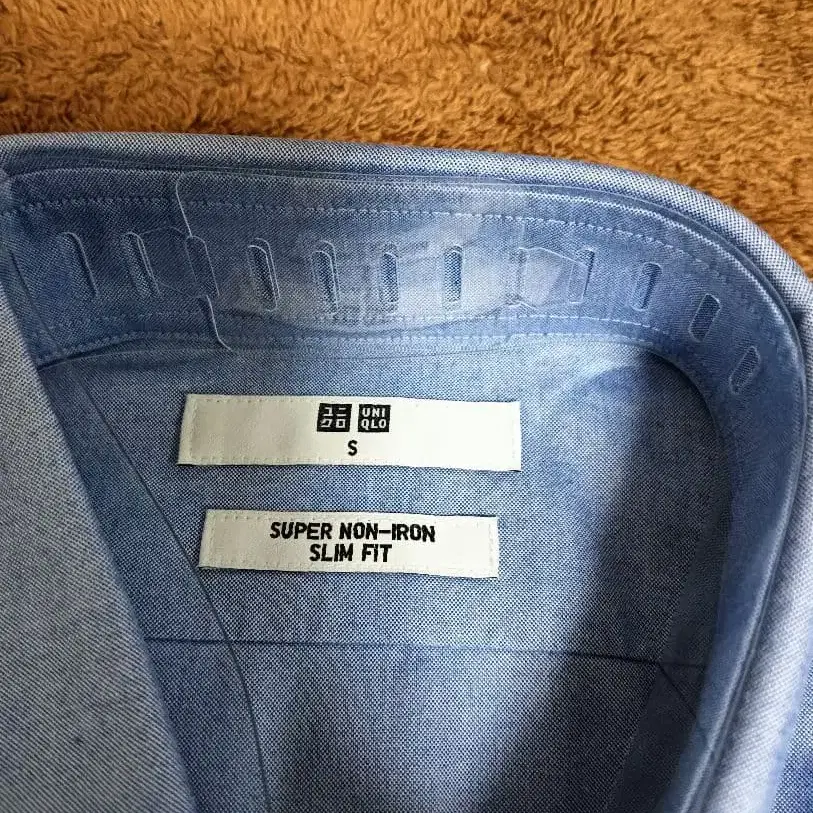 ユニ UNI
クロ QLO
S
SUPER NON-IRON
SLIM FIT